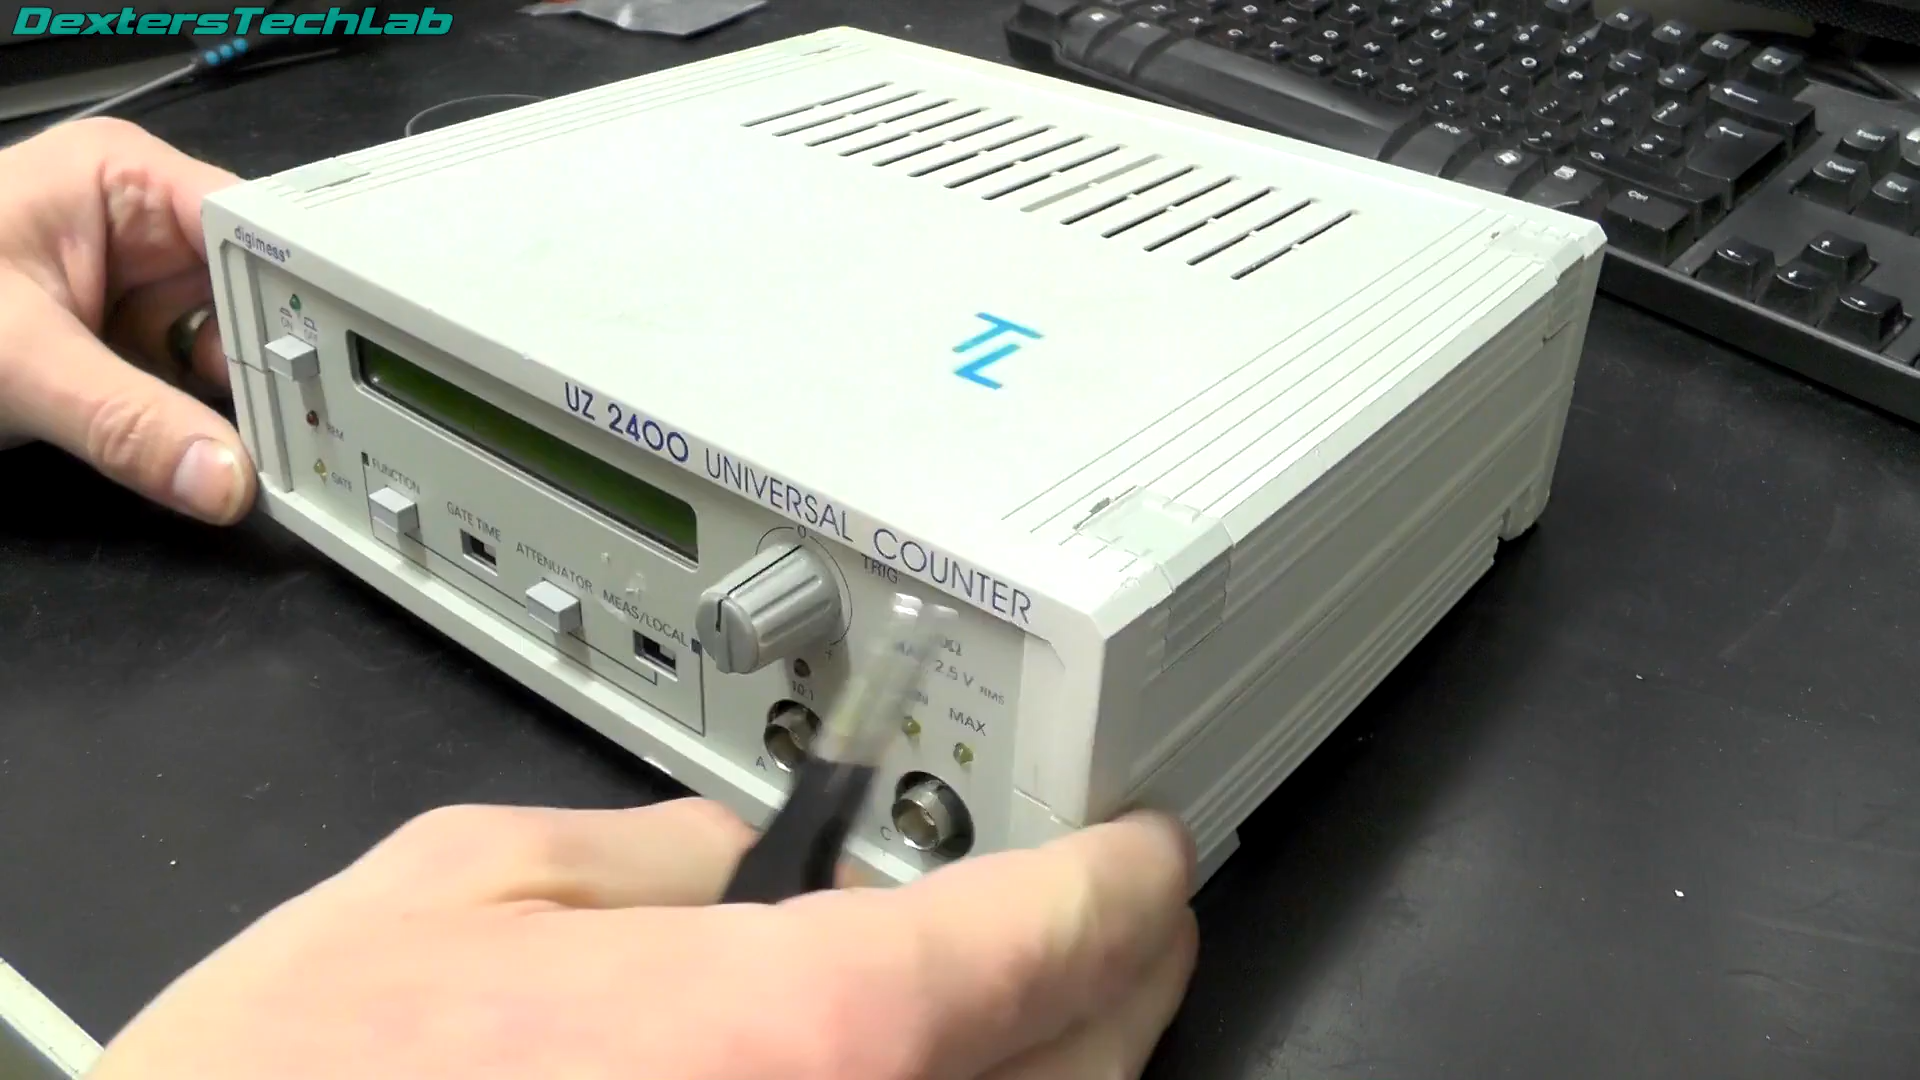 DextersTechLab
digimess®
ON
OFF
UZ 2400 UNIVERSAL COUNTER
TL
GATE
FUNCTION
GATE TIME
ATTENUATOR
MEAS/LOCAL
0
TRIG
+
10:1
2.5 V RMS
MAX
A
C